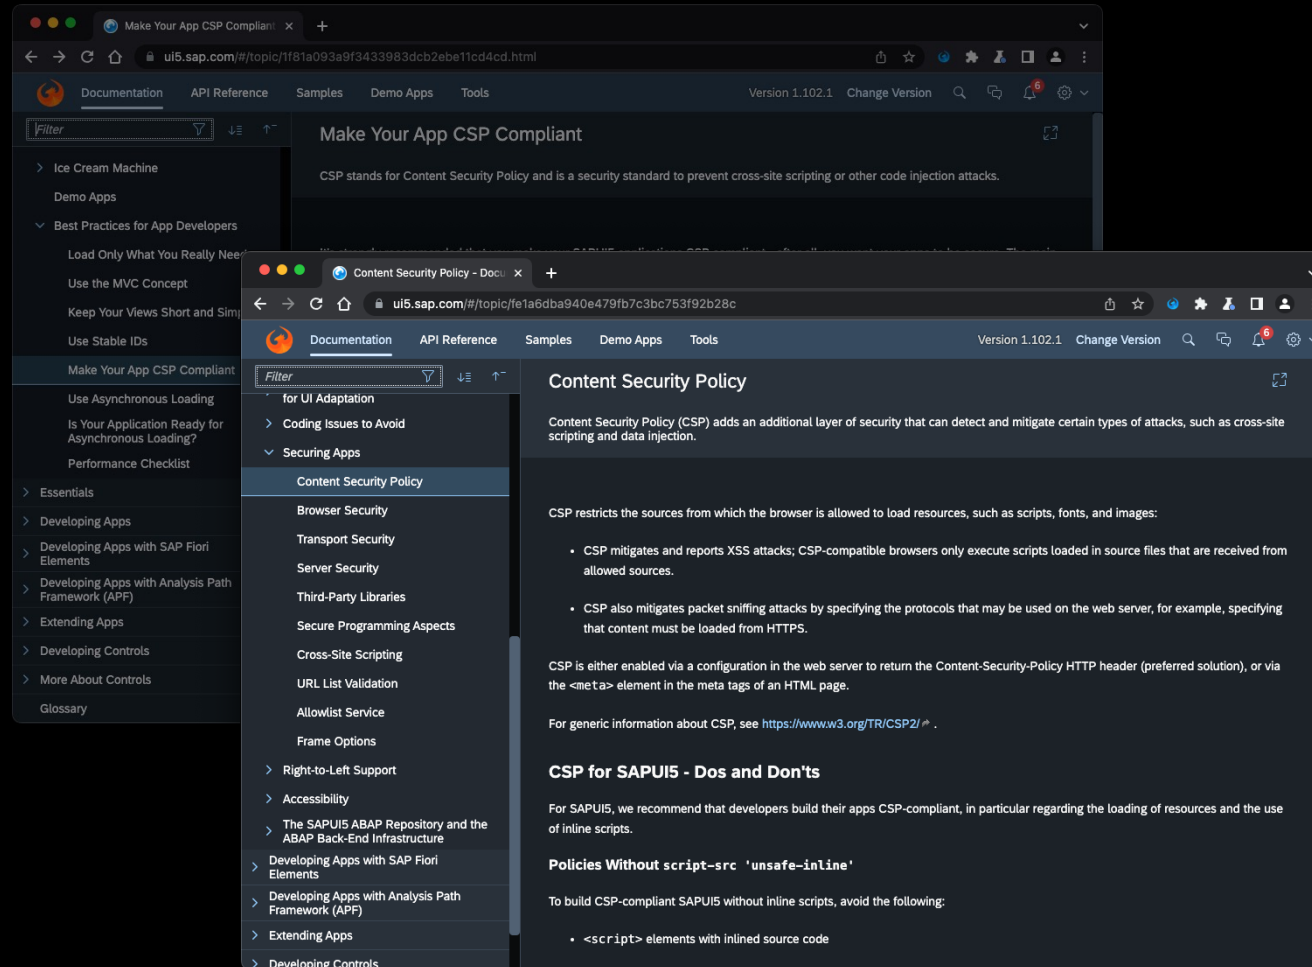 Make Your App CSP Compliant
ui5.sap.com/#/topic/1f81a093a9f3433983dcb2ebe11cd4cd.html
Documentation API Reference Samples Demo Apps Tools Version 1.102.1 Change Version 6
Filter
Make Your App CSP Compliant
CSP stands for Content Security Policy and is a security standard to prevent cross-site scripting or other code injection attacks.
Ice Cream Machine
Demo Apps
Best Practices for App Developers
Load Only What You Really Need
Use the MVC Concept
Keep Your Views Short and Simp
Use Stable IDs
Make Your App CSP Compliant
Use Asynchronous Loading
Is Your Application Ready for
Asynchronous Loading?
Performance Checklist
Essentials
Developing Apps
Developing Apps with SAP Fiori
Elements
Developing Apps with Analysis Path
Framework (APF)
Extending Apps
Developing Controls
More About Controls
Glossary
Content Security Policy - Docu
ui5.sap.com/#/topic/fe1a6dba940e479fb7c3bc753f92b28c
Documentation API Reference Samples Demo Apps Tools Version 1.102.1 Change Version 6
Filter
for UI Adaptation
Coding Issues to Avoid
Securing Apps
Content Security Policy
Browser Security
Transport Security
Server Security
Third-Party Libraries
Secure Programming Aspects
Cross-Site Scripting
URL List Validation
Allowlist Service
Frame Options
Right-to-Left Support
Accessibility
The SAPUI5 ABAP Repository and the
ABAP Back-End Infrastructure
Developing Apps with SAP Fiori
Elements
Developing Apps with Analysis Path
Framework (APF)
Extending Apps
Developing Controls
Content Security Policy
Content Security Policy (CSP) adds an additional layer of security that can detect and mitigate certain types of attacks, such as cross-site
scripting and data injection.
CSP restricts the sources from which the browser is allowed to load resources, such as scripts, fonts, and images:
• CSP mitigates and reports XSS attacks; CSP-compatible browsers only execute scripts loaded in source files that are received from
allowed sources.
• CSP also mitigates packet sniffing attacks by specifying the protocols that may be used on the web server, for example, specifying
that content must be loaded from HTTPS.
CSP is either enabled via a configuration in the web server to return the Content-Security-Policy HTTP header (preferred solution), or via
the <meta> element in the meta tags of an HTML page.
For generic information about CSP, see https://www.w3.org/TR/CSP2/ .
CSP for SAPUI5 - Dos and Don'ts
For SAPUI5, we recommend that developers build their apps CSP-compliant, in particular regarding the loading of resources and the use
of inline scripts.
Policies Without script-src 'unsafe-inline'
To build CSP-compliant SAPUI5 without inline scripts, avoid the following:
• <script> elements with inlined source code